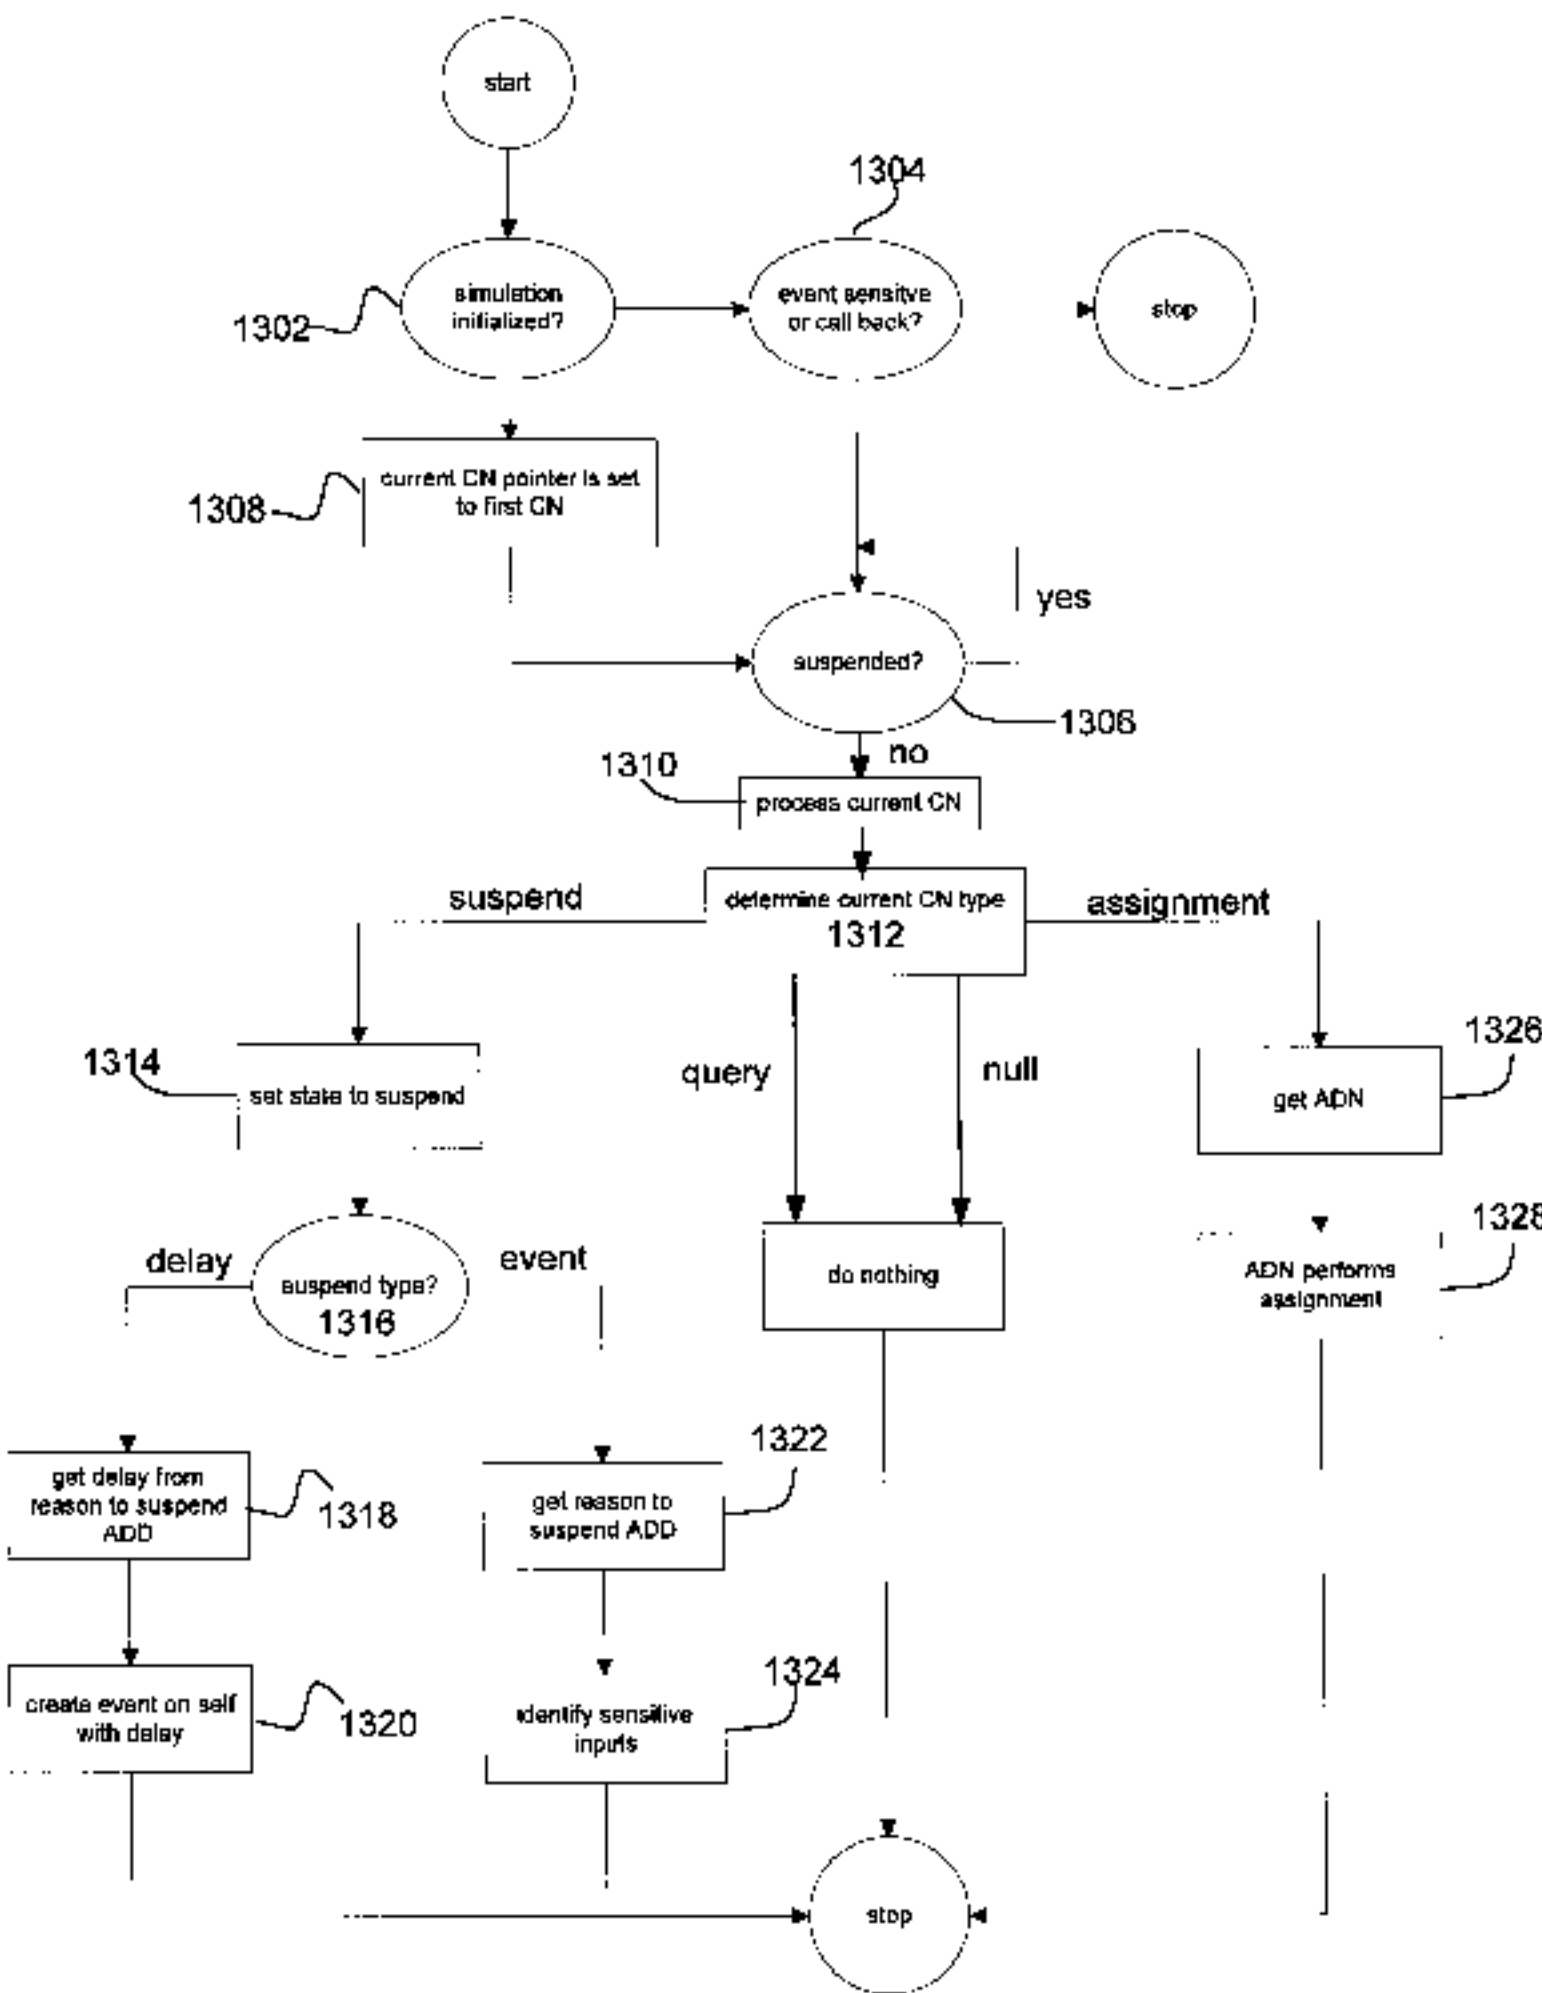 start
1304
simulation
initialized?
event sensitve
or call back?
stop
1302
current CN pointer is set
to first CN
1308
yes
suspended?
1306
no
1310
process current CN
suspend
determine current CN type
1312
assignment
1314
set state to suspend
query
null
1326
get ADN
delay
suspend type?
1316
event
do nothing
1328
ADN performs
assignment
get delay from
reason to suspend
ADD
1318
get reason to
suspend ADD
1322
create event on self
with delay
1320
identify sensitive
inputs
1324
stop